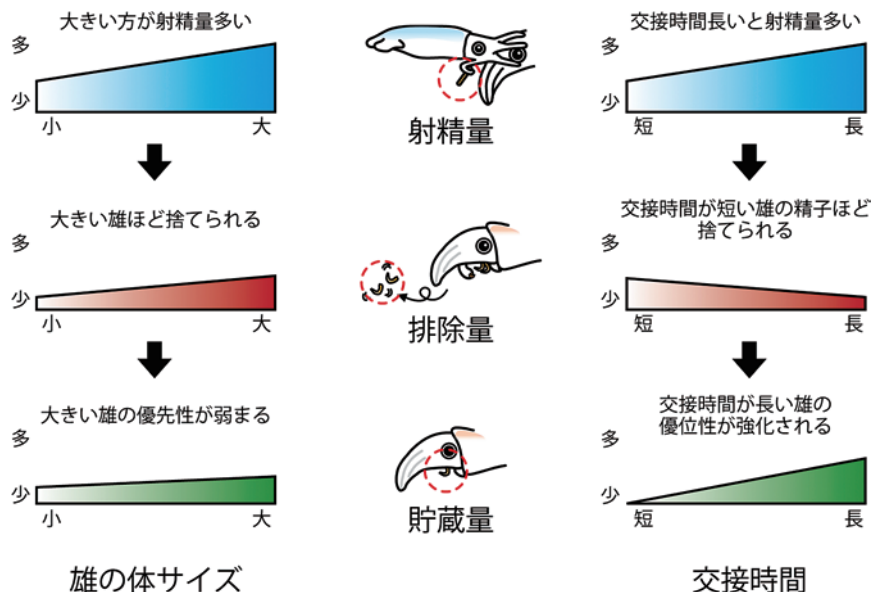 大きい方が射精量多い
多
少
小 大
射精量
交接時間長いと射精量多い
多
少
短 長
大きい雄ほど捨てられる
多
少
小 大
排除量
交接時間が短い雄の精子ほど
捨てられる
多
少
短 長
大きい雄の優先性が弱まる
多
少
小 大
貯蔵量
交接時間が長い雄の
優位性が強化される
多
少
短 長
雄の体サイズ
交接時間